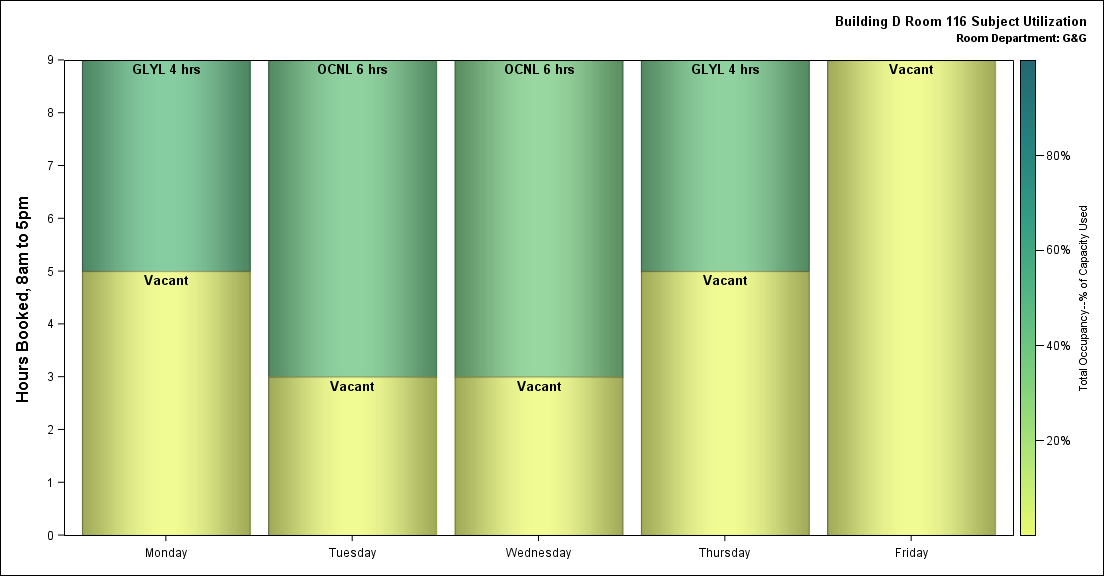 Building D Room 116 Subject Utilization
Room Department: G&G
Hours Booked, 8am to 5pm
9
8
7
6
5
4
3
2
1
0
GLYL 4 hrs
OCNL 6 hrs
OCNL 6 hrs
GLYL 4 hrs
Vacant
Vacant
Vacant
Vacant
Vacant
Monday
Tuesday
Wednesday
Thursday
Friday
80%
60%
40%
20%
Total Occupancy--% of Capacity Used